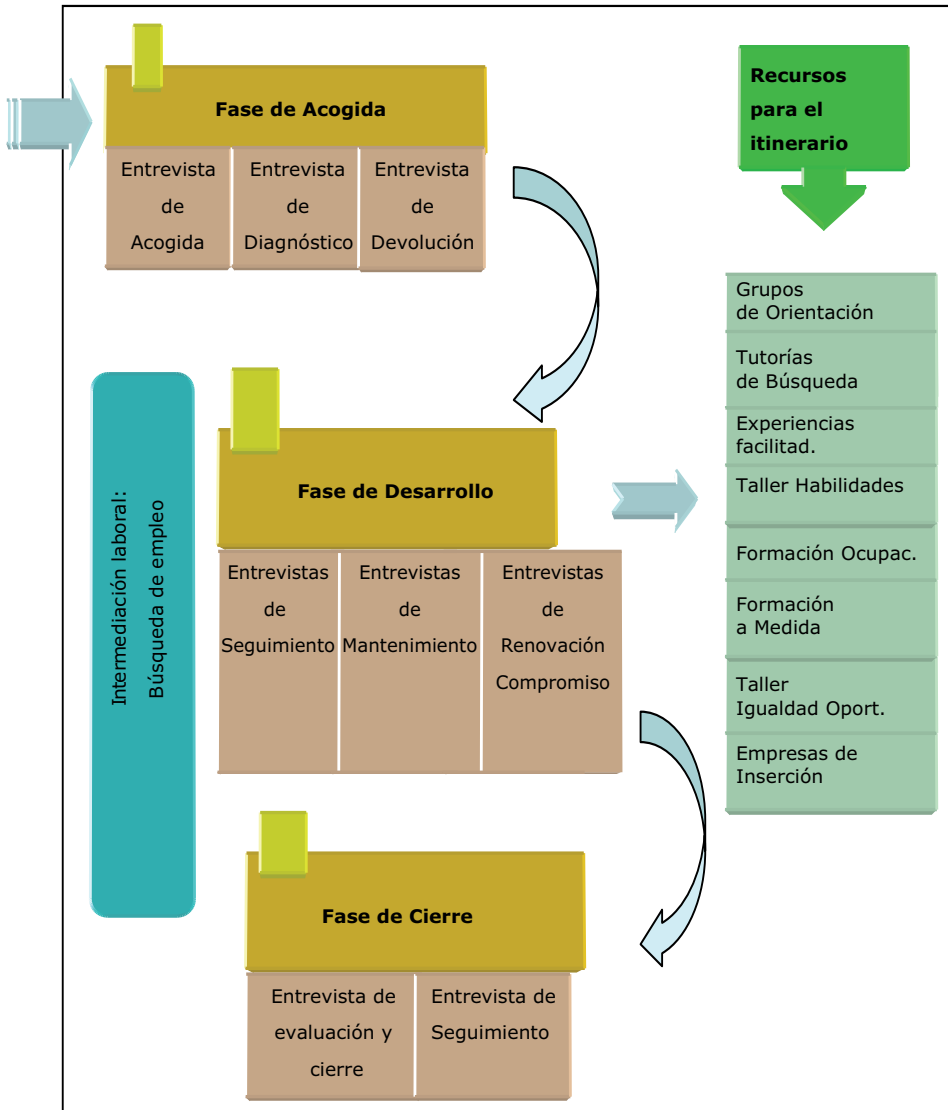 Fase de Acogida
Entrevista
de
Acogida
Entrevista
de
Diagnóstico
Entrevista
de
Devolución
Recursos
para el
itinerario
Grupos
de Orientación
Tutorías
de Búsqueda
Experiencias
facilitad.
Taller Habilidades
Formación Ocupac.
Formación
a Medida
Taller
Igualdad Oport.
Empresas de
Inserción
Intermediación laboral:
Búsqueda de empleo
Fase de Desarrollo
Entrevistas
de
Seguimiento
Entrevistas
de
Mantenimiento
Entrevistas
de
Renovación
Compromiso
Fase de Cierre
Entrevista de
evaluación y
cierre
Entrevista de
Seguimiento